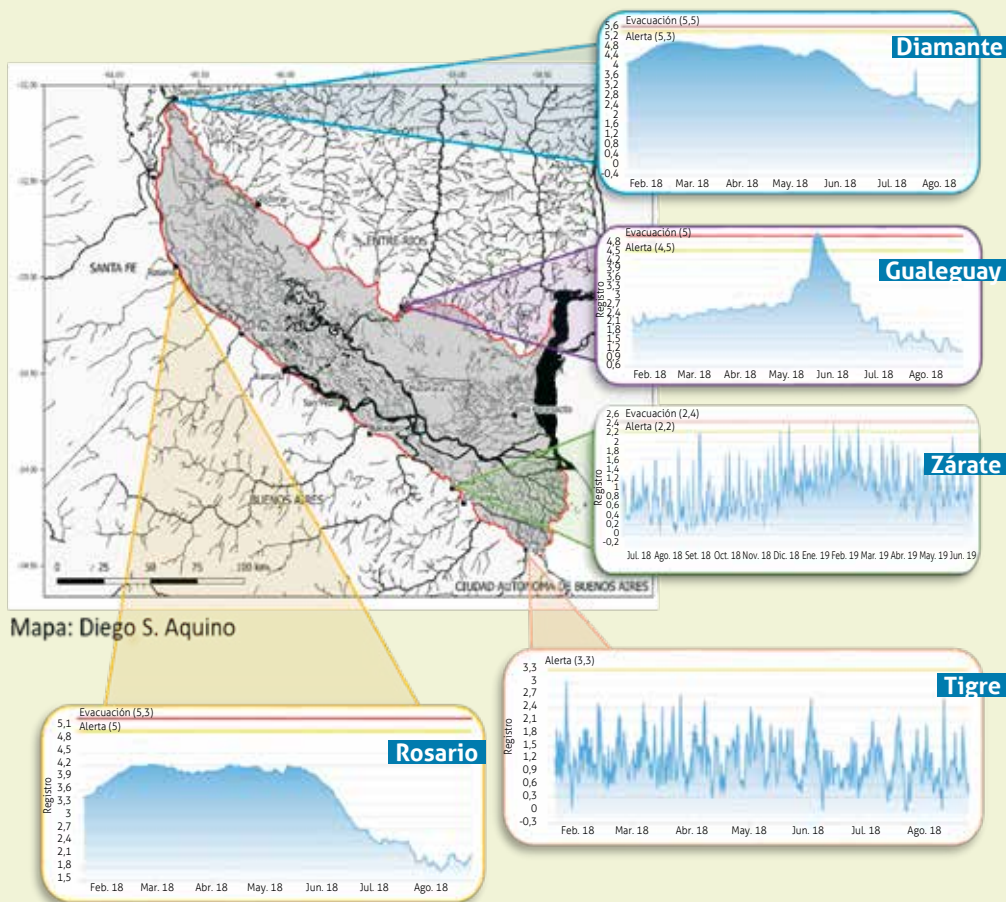 Diamante
Evacuación (5,5)
Alerta (5,3)
5,6
5,2
4,8
4,4
4
3,6
3,2
2,8
2,4
2
1,6
1,2
0,8
0,4
0
-0,4
Feb. 18 Mar. 18 Abr. 18 May. 18 Jun. 18 Jul. 18 Ago. 18
Gualeguay
Evacuación (5)
Alerta (4,5)
Registro
4,8
4,5
4,2
3,9
3,6
3,3
3
2,7
2,4
2,1
1,8
1,5
1,2
0,9
0,6
Feb. 18 Mar. 18 Abr. 18 May. 18 Jun. 18 Jul. 18 Ago. 18
Zárate
Evacuación (2,4)
Alerta (2,2)
Registro
2,6
2,4
2,2
2
1,8
1,6
1,4
1,2
1
0,8
0,6
0,4
0,2
0
-0,2
Jul. 18 Ago. 18 Set. 18 Oct. 18 Nov. 18 Dic. 18 Ene. 19 Feb. 19 Mar. 19 Abr. 19 May. 19 Jun. 19
ENTRE RIOS
SANTA FE
Rosario
BUENOS AIRES
0 25 50 75 100 km
CIUDAD AUTONOMA DE BUENOS AIRES
Mapa: Diego S. Aquino
Tigre
Alerta (3,3)
Registro
3,3
3
2,7
2,4
2,1
1,8
1,5
1,2
0,9
0,6
0,3
0
-0,3
Feb. 18 Mar. 18 Abr. 18 May. 18 Jun. 18 Jul. 18 Ago. 18
Rosario
Evacuación (5,3)
Alerta (5)
Registro
5,1
4,8
4,5
4,2
3,9
3,6
3,3
3
2,7
2,4
2,1
1,8
1,5
Feb. 18 Mar. 18 Abr. 18 May. 18 Jun. 18 Jul. 18 Ago. 18